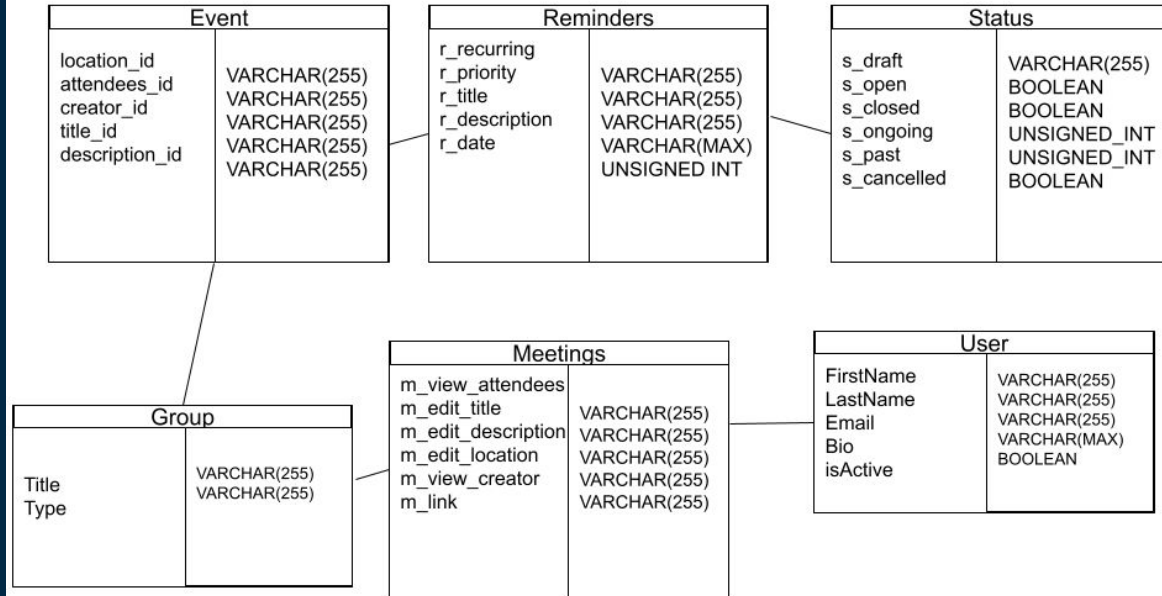 Event
location_id
attendees_id
creator_id
title_id
description_id
VARCHAR(255)
VARCHAR(255)
VARCHAR(255)
VARCHAR(255)
VARCHAR(255)
Reminders
r_recurring
r_priority
r_title
r_description
r_date
VARCHAR(255)
VARCHAR(255)
VARCHAR(255)
VARCHAR(MAX)
UNSIGNED INT
Status
s_draft
s_open
s_closed
s_ongoing
s_past
s_cancelled
VARCHAR(255)
BOOLEAN
BOOLEAN
UNSIGNED_INT
UNSIGNED_INT
BOOLEAN
Group
Title
Type
VARCHAR(255)
VARCHAR(255)
Meetings
m_view_attendees
m_edit_title
m_edit_description
m_edit_location
m_view_creator
m_link
VARCHAR(255)
VARCHAR(255)
VARCHAR(255)
VARCHAR(255)
VARCHAR(255)
User
FirstName
LastName
Email
Bio
isActive
VARCHAR(255)
VARCHAR(255)
VARCHAR(255)
VARCHAR(MAX)
BOOLEAN